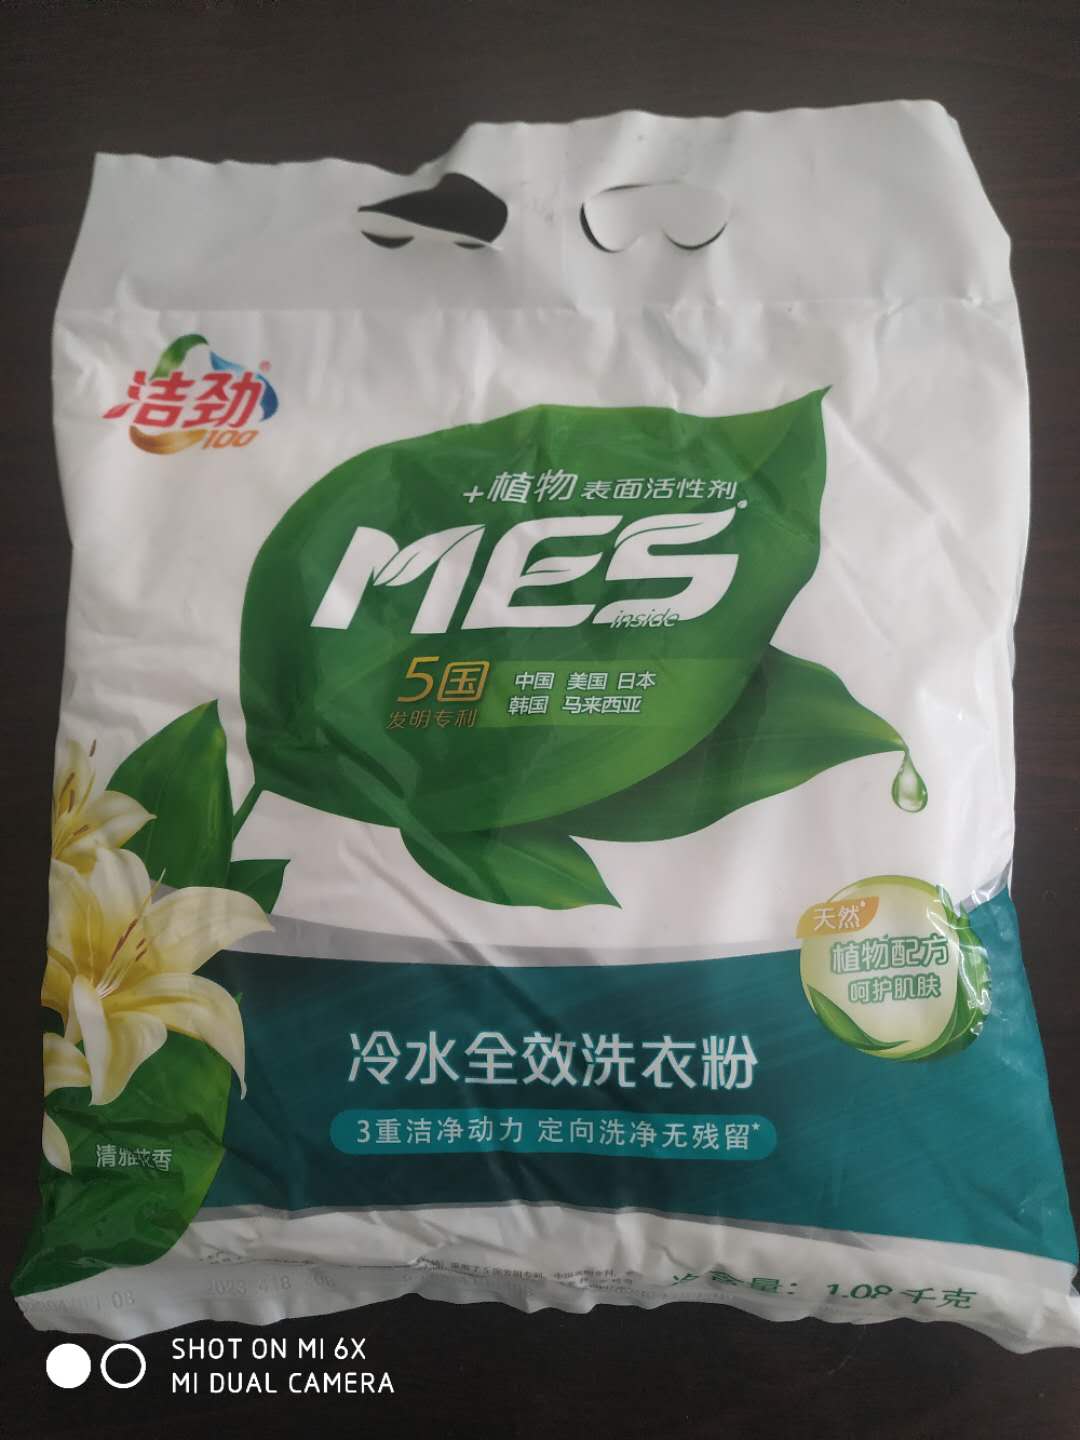 洁劲®
100
+植物 表面活性剂
MES
inside
5国 中国 美国 日本
发明专利 韩国 马来西亚
天然
植物配方
呵护肌肤
冷水全效洗衣粉
3重洁净动力 定向洗净无残留*
清雅花香
净含量：1.08千克
SHOT ON MI 6X
MI DUAL CAMERA